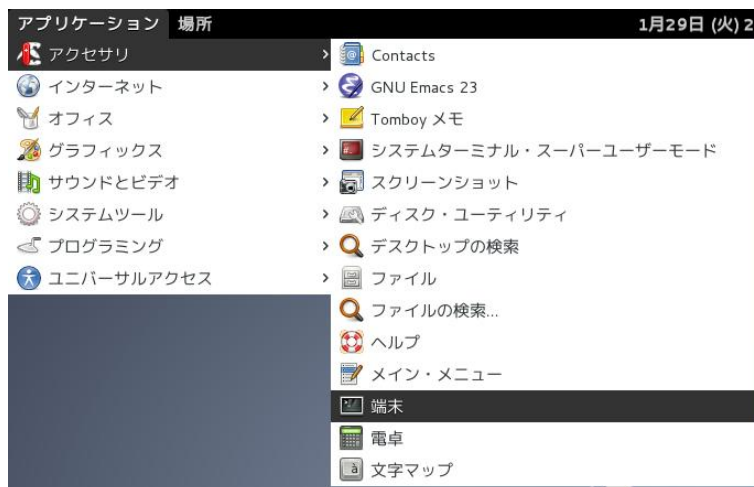 アプリケーション 場所 1月29日 (火) 2
アクセサリ
インターネット
オフィス
グラフィックス
サウンドとビデオ
システムツール
プログラミング
ユニバーサルアクセス
Contacts
GNU Emacs 23
Tomboy メモ
システムターミナル・スーパーユーザーモード
スクリーンショット
ディスク・ユーティリティ
デスクトップの検索
ファイル
ファイルの検索...
ヘルプ
メイン・メニュー
端末
電卓
文字マップ